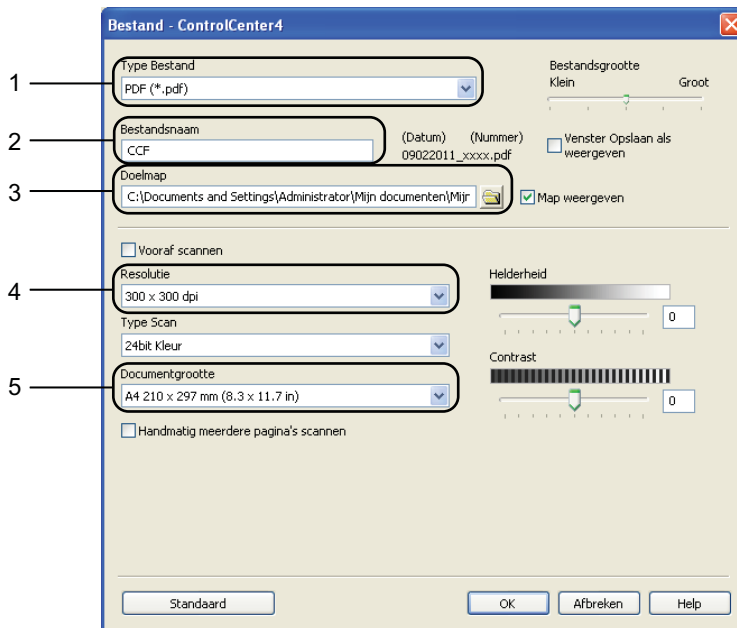 Bestand - ControlCenter4
1
Type Bestand
PDF (*.pdf)
Bestandsgrootte
Klein Groot
2
Bestandsnaam
CCF
(Datum) (Nummer)
09022011_xxxx.pdf
Venster Opslaan als
weergeven
3
Doelmap
C:\Documents and Settings\Administrator\Mijn documenten\Mijr
Map weergeven
Vooraf scannen
4
Resolutie
300 x 300 dpi
Helderheid
0
Type Scan
24bit Kleur
Contrast
0
5
Documentgrootte
A4 210 x 297 mm (8.3 x 11.7 in)
Handmatig meerdere pagina's scannen
Standaard OK Afbreken Help